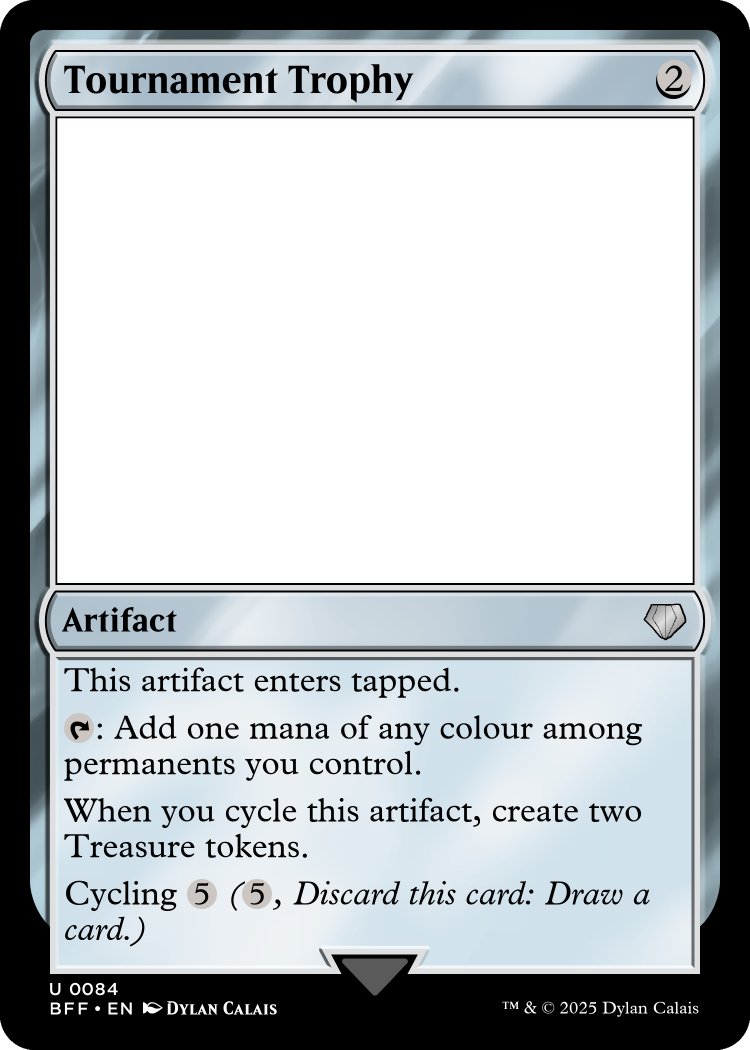 Tournament Trophy 2
Artifact
This artifact enters tapped.
: Add one mana of any colour among
permanents you control.
When you cycle this artifact, create two
Treasure tokens.
Cycling 5 (5, Discard this card: Draw a
card.)
U 0084
BFF • EN Dylan Calais
™ & © 2025 Dylan Calais